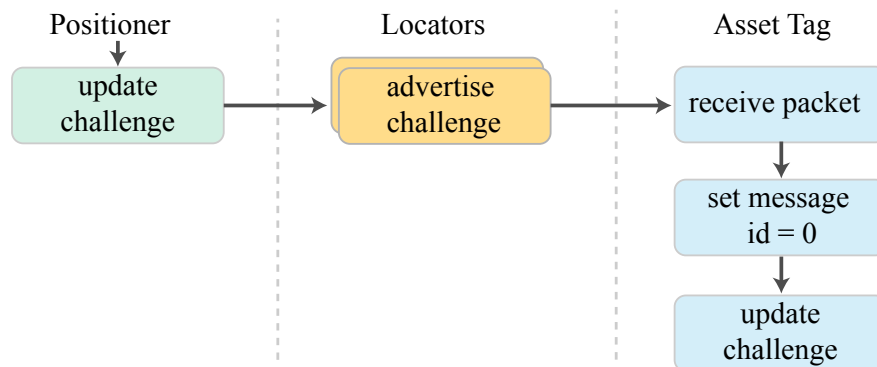 Positioner
Locators
Asset Tag
update
challenge
advertise
challenge
receive packet
set message
id = 0
update
challenge